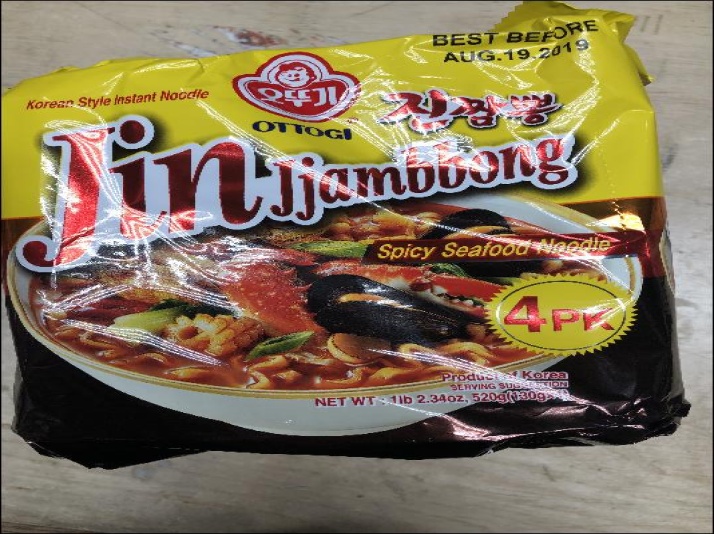 BEST BEFORE
AUG.19.2019
Korean Style Instant Noodle
오뚜기
OTTOGI
진짬뽕
Jin Jjambbong
Spicy Seafood Noodle
4PK
Product of Korea
SERVING SUGGESTION
NET WT : 1lb 2.34oz. 520g(130g